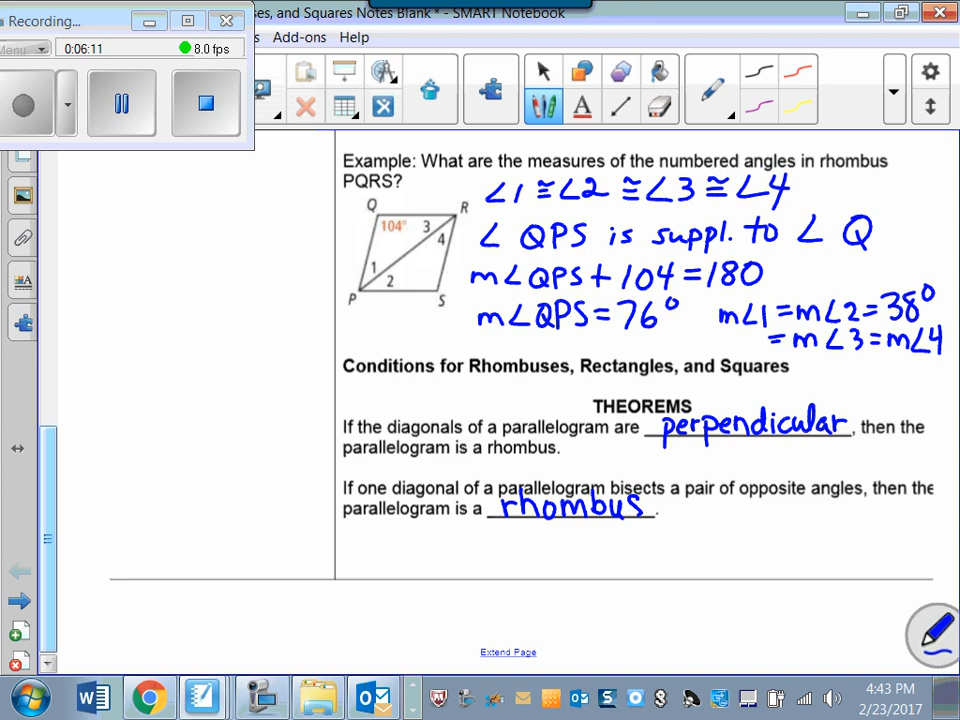 Recording...
ses, and Squares Notes Blank * - SMART Notebook
Menu
0:06:11
8.0 fps
s Add-ons Help
Example: What are the measures of the numbered angles in rhombus
PQRS?
∠1 ≅ ∠2 ≅ ∠3 ≅ ∠4
Q
R
104°
3
4
1
2
P
S
∠ QPS is suppl. to ∠ Q
m∠QPS + 104 = 180
m∠QPS = 76°
m∠1 = m∠2 = 38°
= m∠3 = m∠4
Conditions for Rhombuses, Rectangles, and Squares
THEOREMS
If the diagonals of a parallelogram are perpendicular, then the
parallelogram is a rhombus.
If one diagonal of a parallelogram bisects a pair of opposite angles, then the
parallelogram is a rhombus.
Extend Page
4:43 PM
2/23/2017